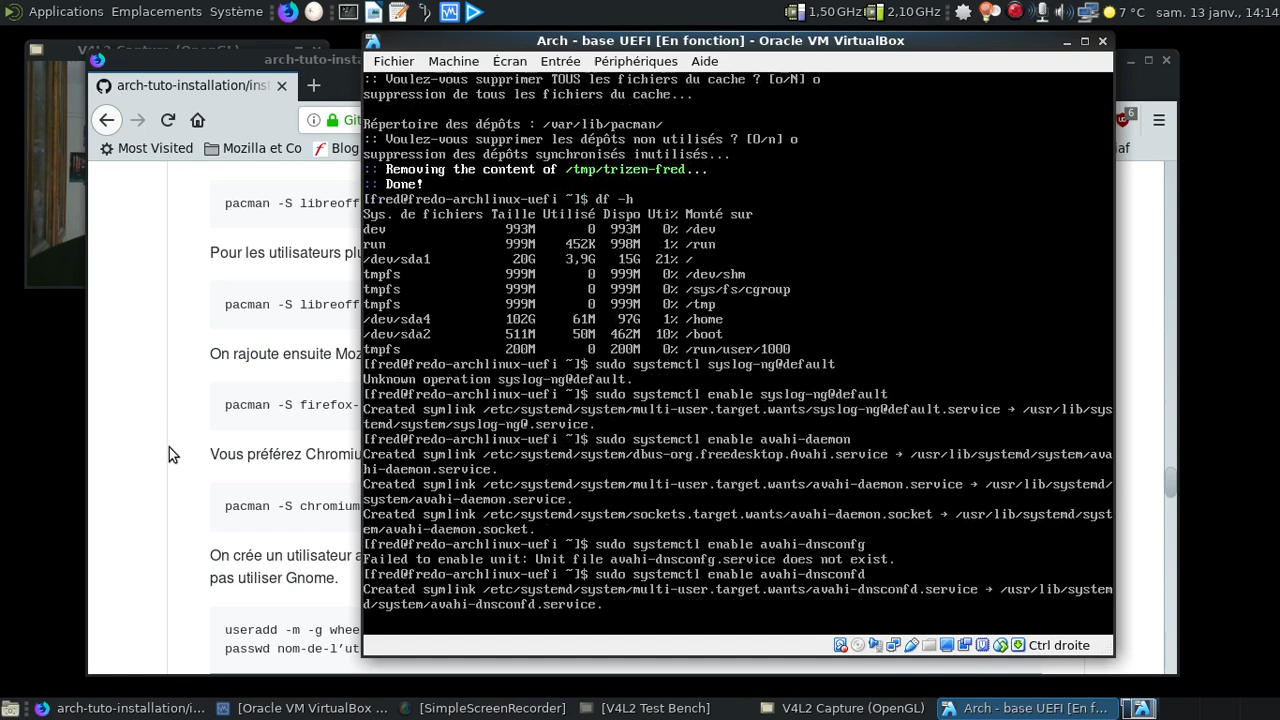 Applications Emplacements Système 1,50 GHz 2,10 GHz 7 °C sam. 13 janv., 14:14
V4L2 Capture (OpenGL)
arch-tuto-insta
arch-tuto-installation/ins
Git
6
Most Visited Mozilla et Co Blog
af
pacman -S libreoff
Pour les utilisateurs plu
pacman -S libreoff
On rajoute ensuite Moz
pacman -S firefox-
Vous préférez Chromiu
pacman -S chromium
On crée un utilisateur a
pas utiliser Gnome.
useradd -m -g whee
passwd nom-de-l’ut
Arch - base UEFI [En fonction] - Oracle VM VirtualBox
Fichier Machine Écran Entrée Périphériques Aide
:: Voulez-vous supprimer TOUS les fichiers du cache ? [o/N] o
suppression de tous les fichiers du cache...
Répertoire des dépôts : /var/lib/pacman/
:: Voulez-vous supprimer les dépôts non utilisés ? [O/n] o
suppression des dépôts synchronisés inutilisés...
:: Removing the content of /tmp/trizen-fred...
:: Done!
[fred@fredo-archlinux-uefi ~]$ df -h
Sys. de fichiers Taille Utilisé Dispo Uti% Monté sur
dev 993M 0 993M 0% /dev
run 999M 452K 998M 1% /run
/dev/sda1 20G 3,9G 15G 21% /
tmpfs 999M 0 999M 0% /dev/shm
tmpfs 999M 0 999M 0% /sys/fs/cgroup
tmpfs 999M 0 999M 0% /tmp
/dev/sda4 102G 61M 97G 1% /home
/dev/sda2 511M 50M 462M 10% /boot
tmpfs 200M 0 200M 0% /run/user/1000
[fred@fredo-archlinux-uefi ~]$ sudo systemctl syslog-ng@default
Unknown operation syslog-ng@default.
[fred@fredo-archlinux-uefi ~]$ sudo systemctl enable syslog-ng@default
Created symlink /etc/systemd/system/multi-user.target.wants/syslog-ng@default.service → /usr/lib/sys
temd/system/syslog-ng@.service.
[fred@fredo-archlinux-uefi ~]$ sudo systemctl enable avahi-daemon
Created symlink /etc/systemd/system/dbus-org.freedesktop.Avahi.service → /usr/lib/systemd/system/ava
hi-daemon.service.
Created symlink /etc/systemd/system/multi-user.target.wants/avahi-daemon.service → /usr/lib/systemd/
system/avahi-daemon.service.
Created symlink /etc/systemd/system/sockets.target.wants/avahi-daemon.socket → /usr/lib/systemd/syst
em/avahi-daemon.socket.
[fred@fredo-archlinux-uefi ~]$ sudo systemctl enable avahi-dnsconfg
Failed to enable unit: Unit file avahi-dnsconfg.service does not exist.
[fred@fredo-archlinux-uefi ~]$ sudo systemctl enable avahi-dnsconfd
Created symlink /etc/systemd/system/multi-user.target.wants/avahi-dnsconfd.service → /usr/lib/system
d/system/avahi-dnsconfd.service.
Ctrl droite
arch-tuto-installation/i... [Oracle VM VirtualBox ... [SimpleScreenRecorder] [V4L2 Test Bench] V4L2 Capture (OpenGL) Arch - base UEFI [En f...